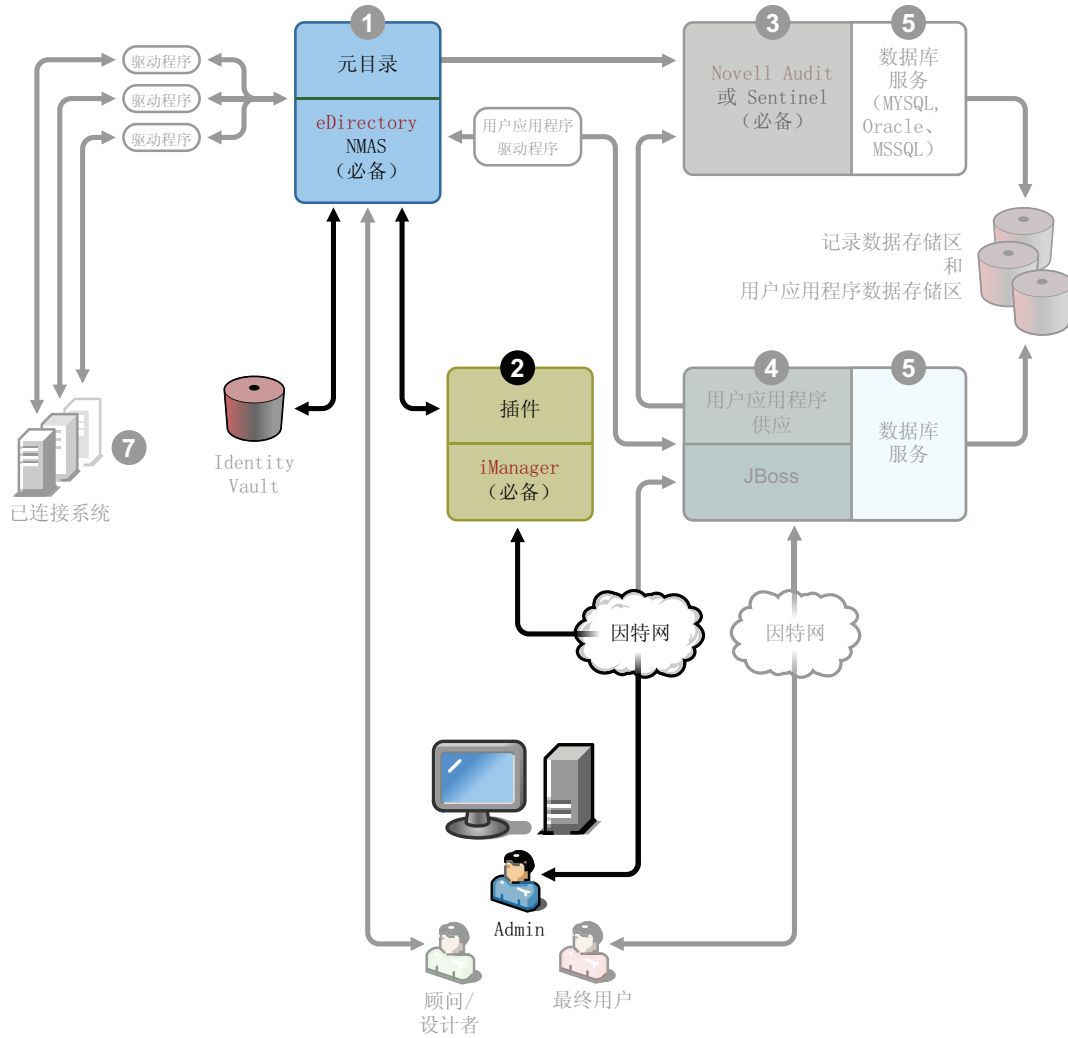 1
元目录
eDirectory
NMAS
（必备）
驱动程序
驱动程序
驱动程序
用户应用程序
驱动程序
3
Novell Audit
或 Sentinel
（必备）
5
数据库
服务
（MYSQL,
Oracle、
MSSQL）
记录数据存储区
和
用户应用程序数据存储区
2
插件
iManager
（必备）
4
用户应用程序
供应
JBoss
5
数据库
服务
Identity
Vault
7
已连接系统
因特网
因特网
Admin
顾问/
设计者
最终用户